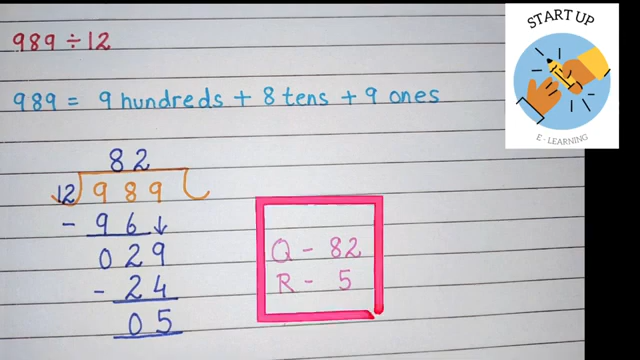 START UP
E - LEARNING
989 ÷ 12
989 = 9 hundreds + 8 tens + 9 ones
82
12) 989
- 96↓
029
- 24
05
Q - 82
R - 5